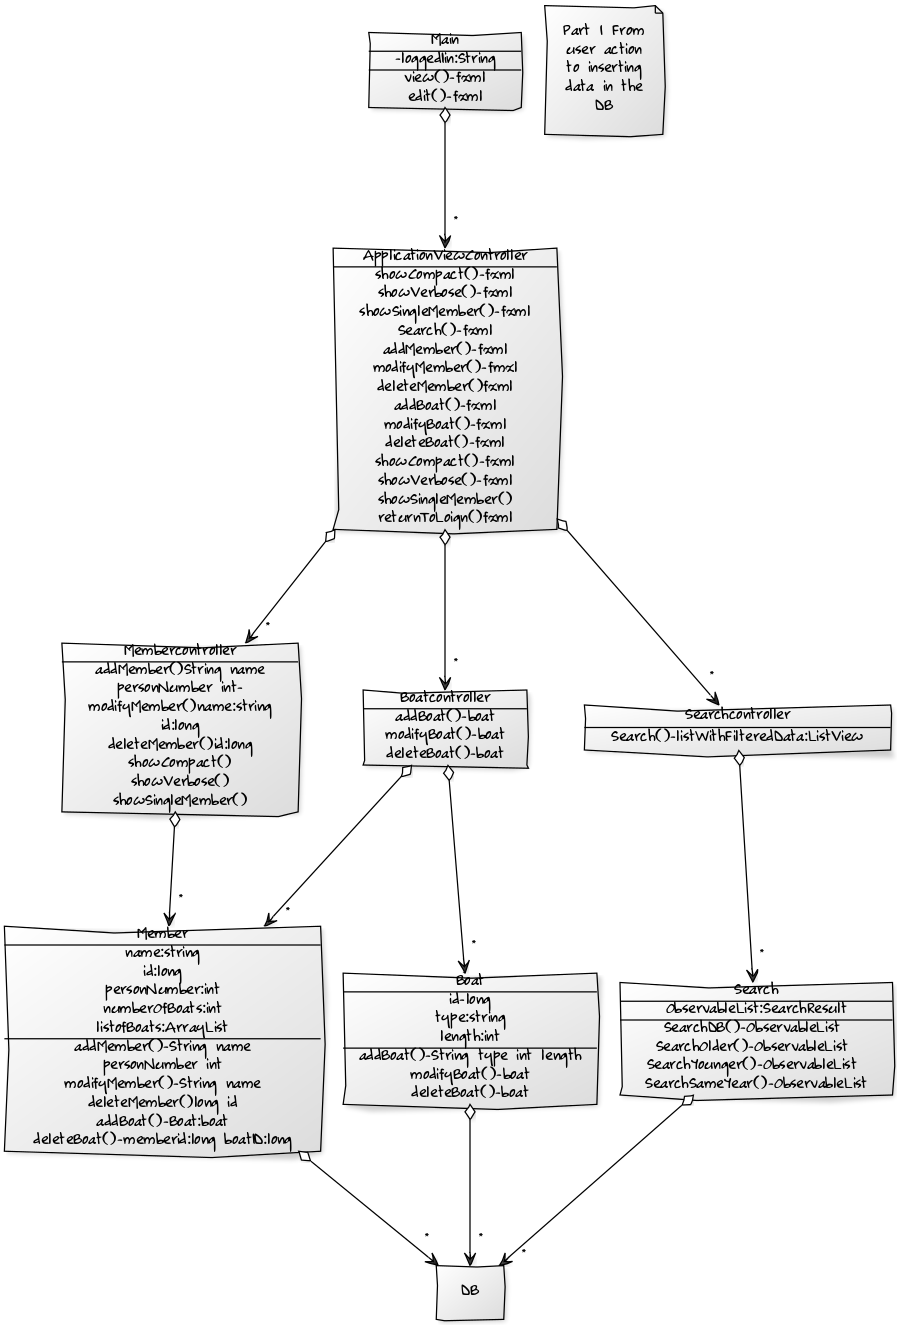 Main
-loggedIn:String
view()-fxml
edit()-fxml
Part 1 From
user action
to inserting
data in the
DB
*
ApplicationViewController
showCompact()-fxml
showVerbose()-fxml
showSingleMember()-fxml
Search()-fxml
addMember()-fxml
modifyMember()-fmxl
deleteMember()fxml
addBoat()-fxml
modifyBoat()-fxml
deleteBoat()-fxml
showCompact()-fxml
showVerbose()-fxml
showSingleMember()
returnToLoign()fxml
*
*
*
Membercontroller
addMember()String name
personNumber int-
modifyMember()name:string
id:long
deleteMember()id:long
showCompact()
showVerbose()
showSingleMember()
Boatcontroller
addBoat()-boat
modifyBoat()-boat
deleteBoat()-boat
Searchcontroller
Search()-listWithFilteredData:ListView
*
*
*
*
Member
name:string
id:long
personNumber:int
numberOfBoats:int
listofBoats:ArrayList
addMember()-String name
personNumber int
modifyMember()-String name
deleteMember()long id
addBoat()-Boat:boat
deleteBoat()-memberid:long boatID:long
Boat
id-long
type:string
length:int
addBoat()-String type int length
modifyBoat()-boat
deleteBoat()-boat
Search
ObservableList:SearchResult
SearchDB()-ObservableList
SearchOlder()-ObservableList
SearchYounger()-ObservableList
SearchSameYear()-ObservableList
*
*
*
DB